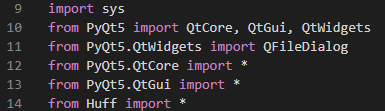 9 import sys
10 from PyQt5 import QtCore, QtGui, QtWidgets
11 from PyQt5.QtWidgets import QFileDialog
12 from PyQt5.QtCore import *
13 from PyQt5.QtGui import *
14 from Huff import *